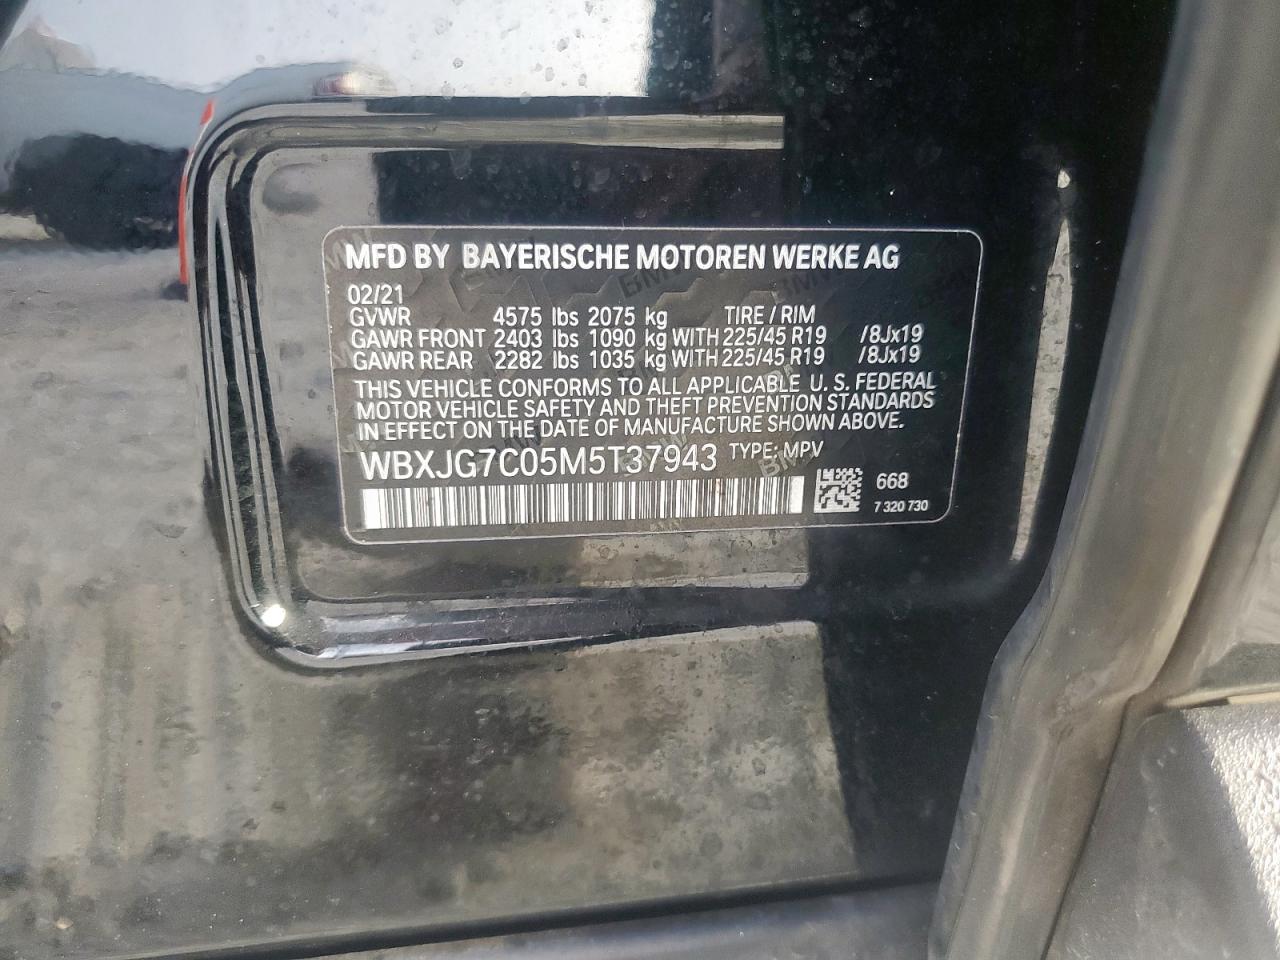 MFD BY BAYERISCHE MOTOREN WERKE AG
02/21
GVWR 4575 lbs 2075 kg TIRE / RIM
GAWR FRONT 2403 lbs 1090 kg WITH 225/45 R19 /8Jx19
GAWR REAR 2282 lbs 1035 kg WITH 225/45 R19 /8Jx19
THIS VEHICLE CONFORMS TO ALL APPLICABLE U. S. FEDERAL
MOTOR VEHICLE SAFETY AND THEFT PREVENTION STANDARDS
IN EFFECT ON THE DATE OF MANUFACTURE SHOWN ABOVE.
WBXJG7C05M5T37943 TYPE: MPV
668
7 320 730